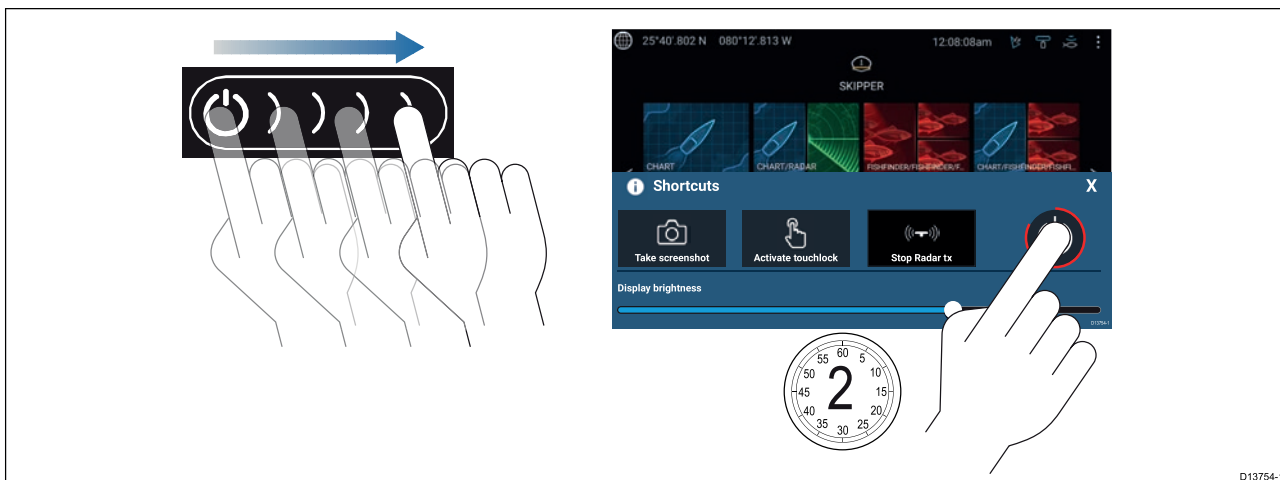 25°40'.802 N 080°12'.813 W 12:08:08am
SKIPPER
CHART CHART/RADAR FISHFINDER/FISHFINDER/F... CHART/FISHFINDER/FISHFI...
Shortcuts X
Take screenshot Activate touchlock Stop Radar tx
Display brightness
D13754-1
60
55 5
50 10
45 2 15
40 20
35 25
30